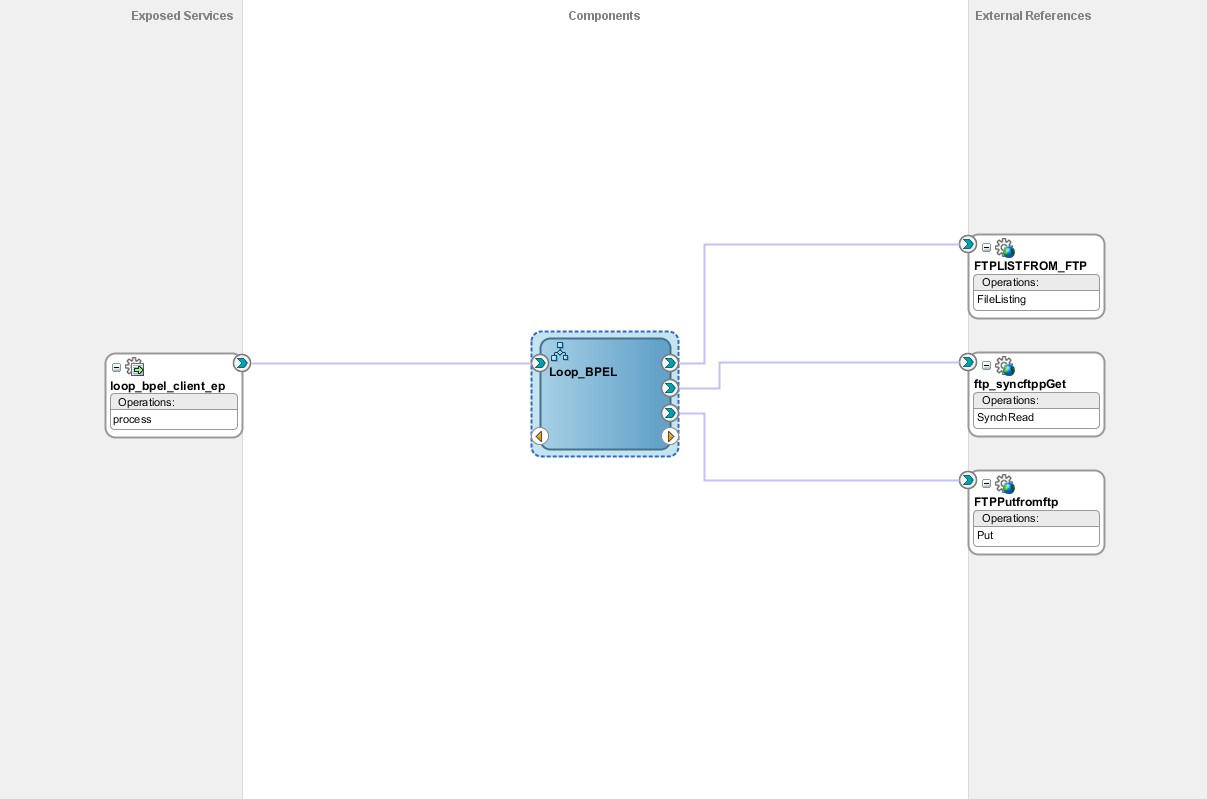 Exposed Services
Components
External References
FTPLISTFROM_FTP
Operations:
FileListing
loop_bpel_client_ep
Operations:
process
Loop_BPEL
ftp_syncftppGet
Operations:
SynchRead
FTPPutfromftp
Operations:
Put